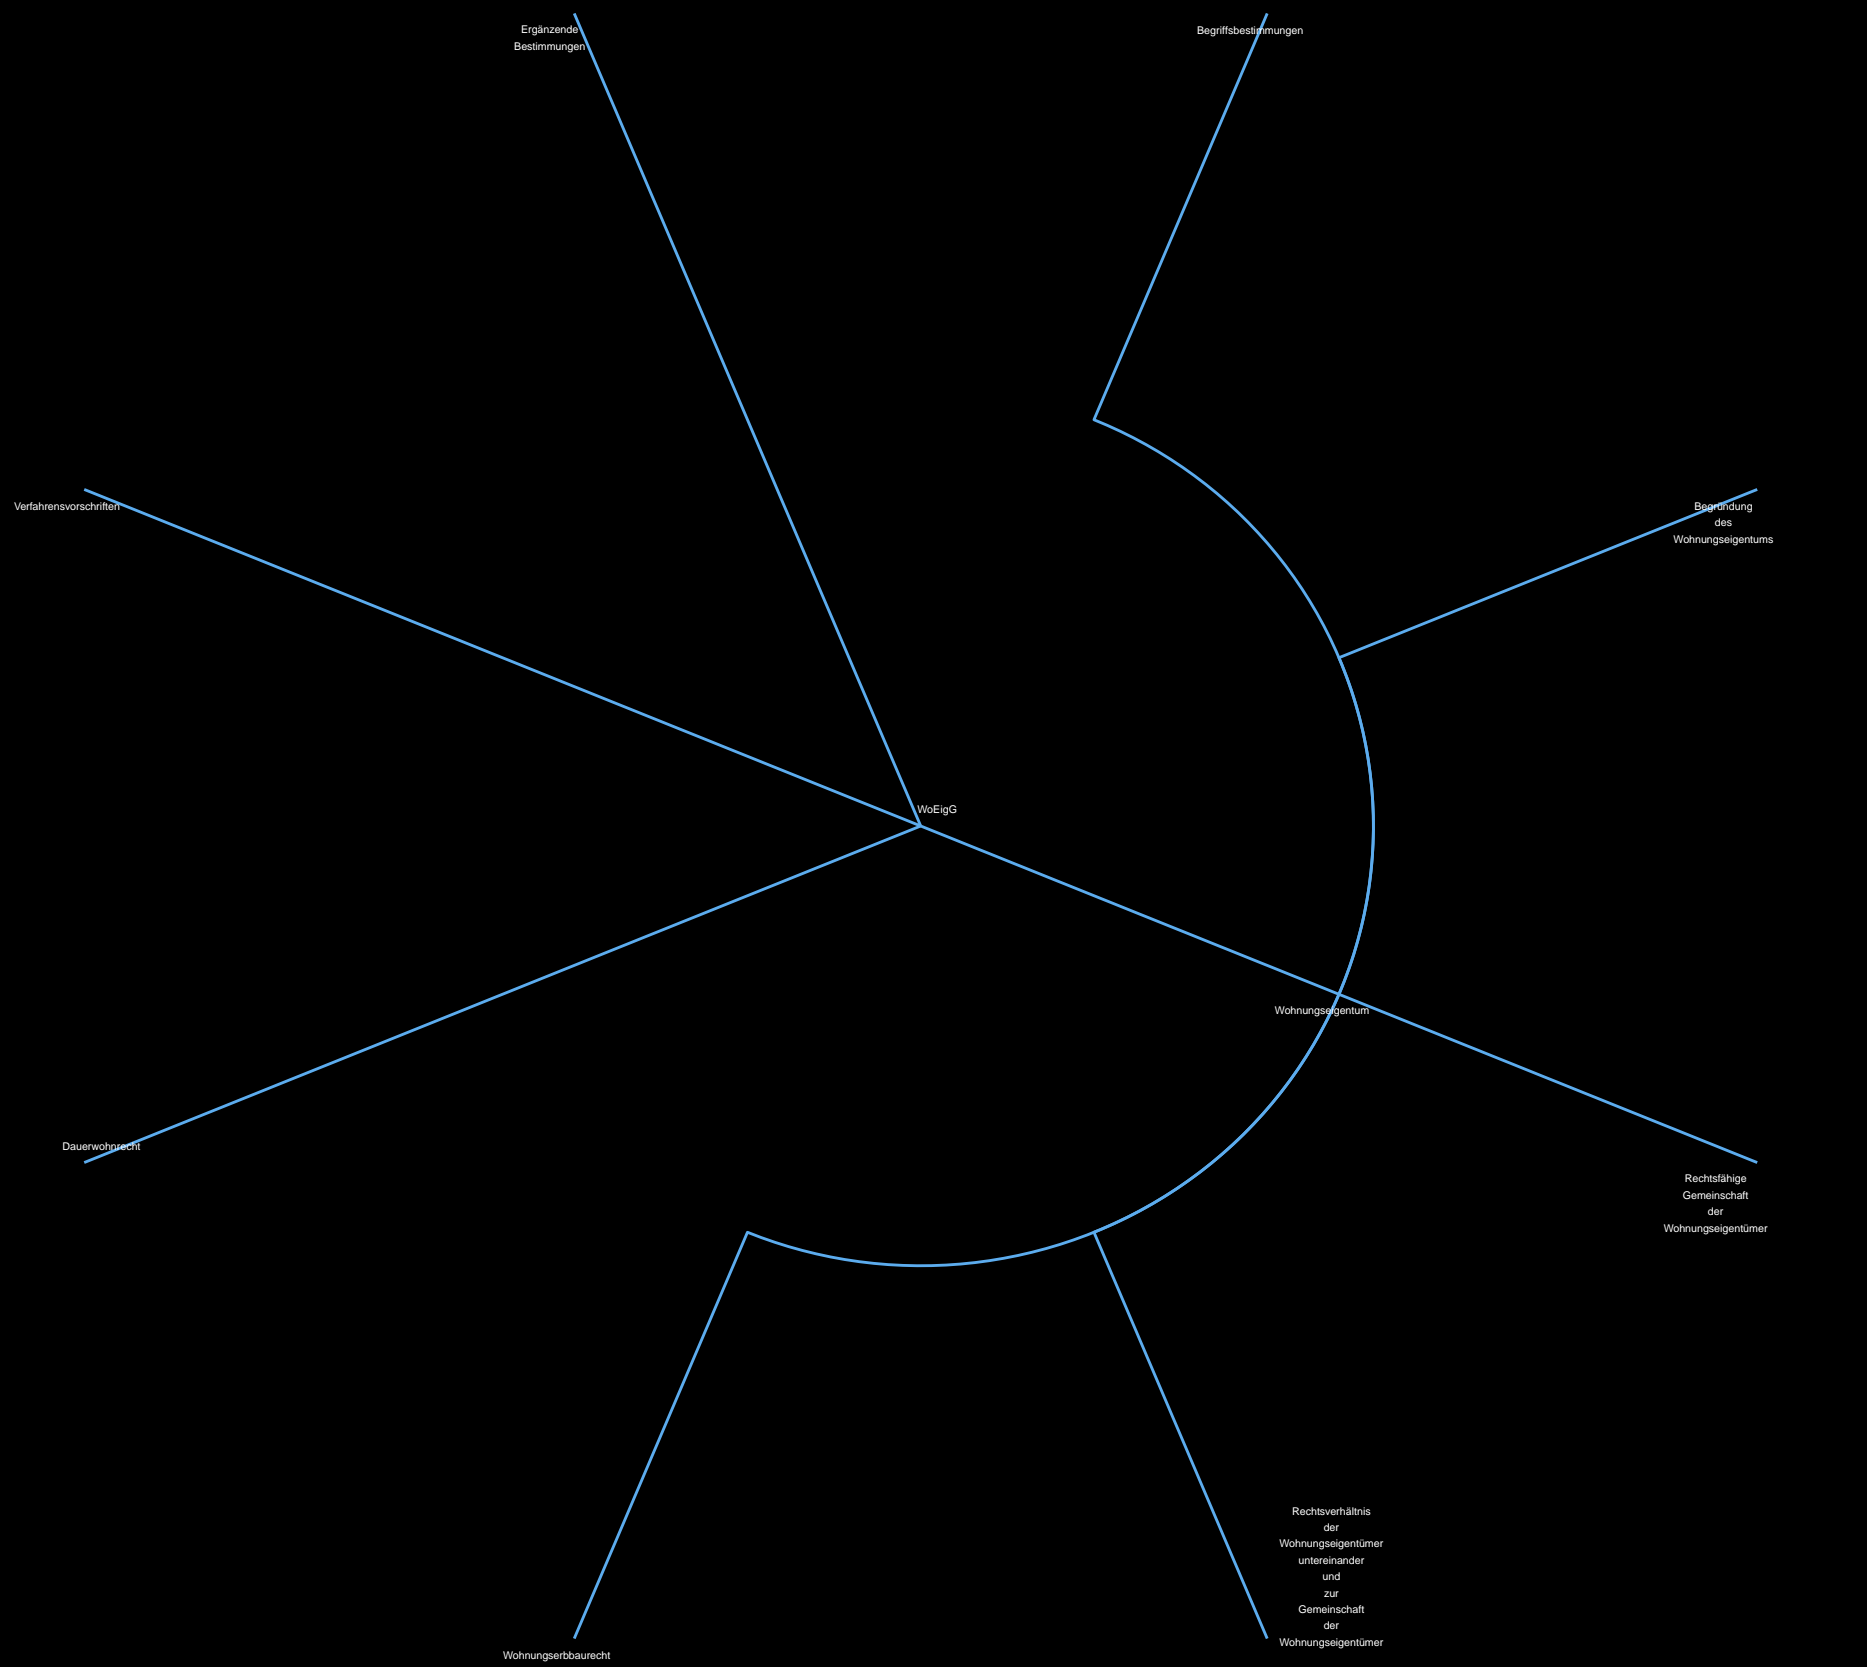 Ergänzende
Bestimmungen
Begriffsbestimmungen
Verfahrensvorschriften
Begründung
des
Wohnungseigentums
WoEigG
Wohnungseigentum
Dauerwohnrecht
Rechtsfähige
Gemeinschaft
der
Wohnungseigentümer
Rechtsverhältnis
der
Wohnungseigentümer
untereinander
und
zur
Gemeinschaft
der
Wohnungseigentümer
Wohnungserbbaurecht